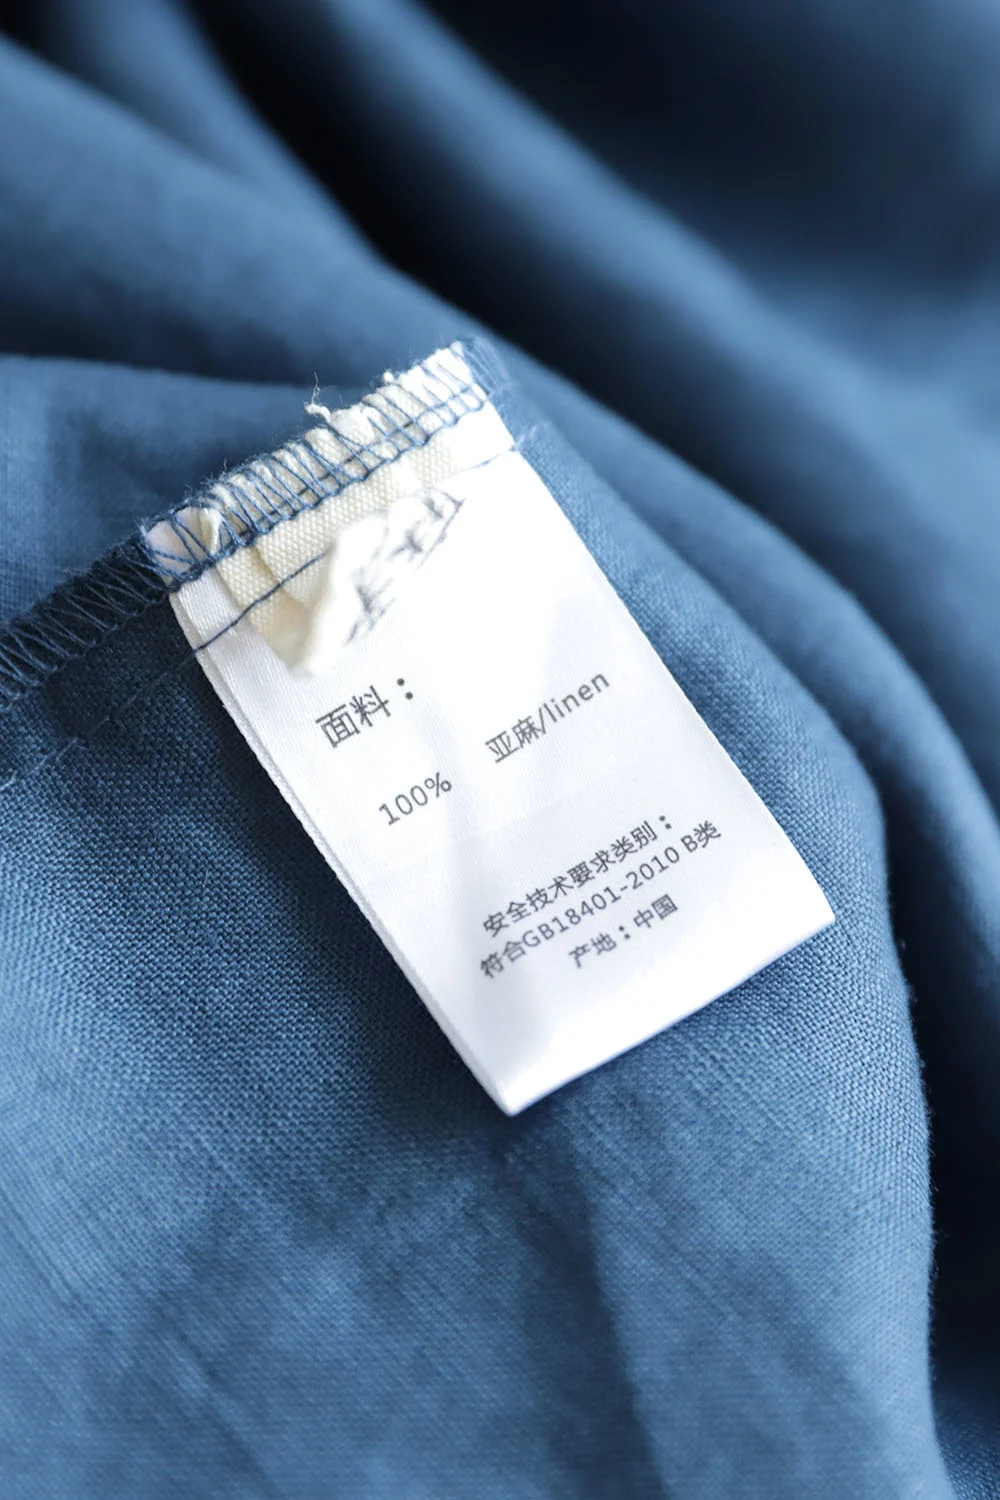 面料：
100% 亚麻/linen
安全技术要求类别：
符合GB18401-2010 B类
产地：中国